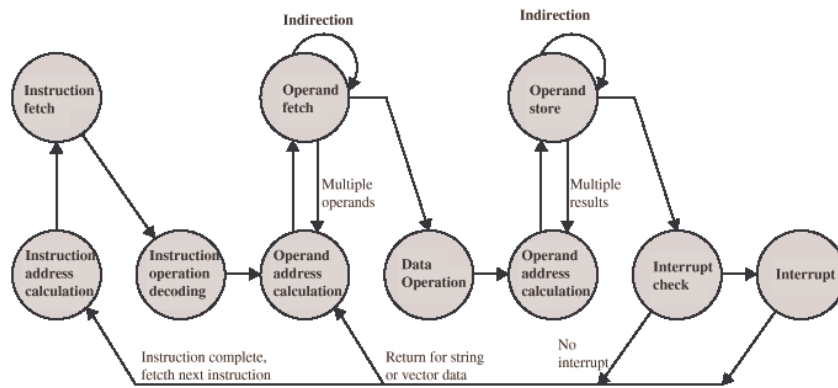 Indirection
Indirection
Instruction
fetch
Operand
fetch
Operand
store
Multiple
operands
Multiple
results
Instruction
address
calculation
Instruction
operation
decoding
Operand
address
calculation
Data
Operation
Operand
address
calculation
Interrupt
check
Interrupt
Instruction complete,
fetcth next instruction
Return for string
or vector data
No
interrupt